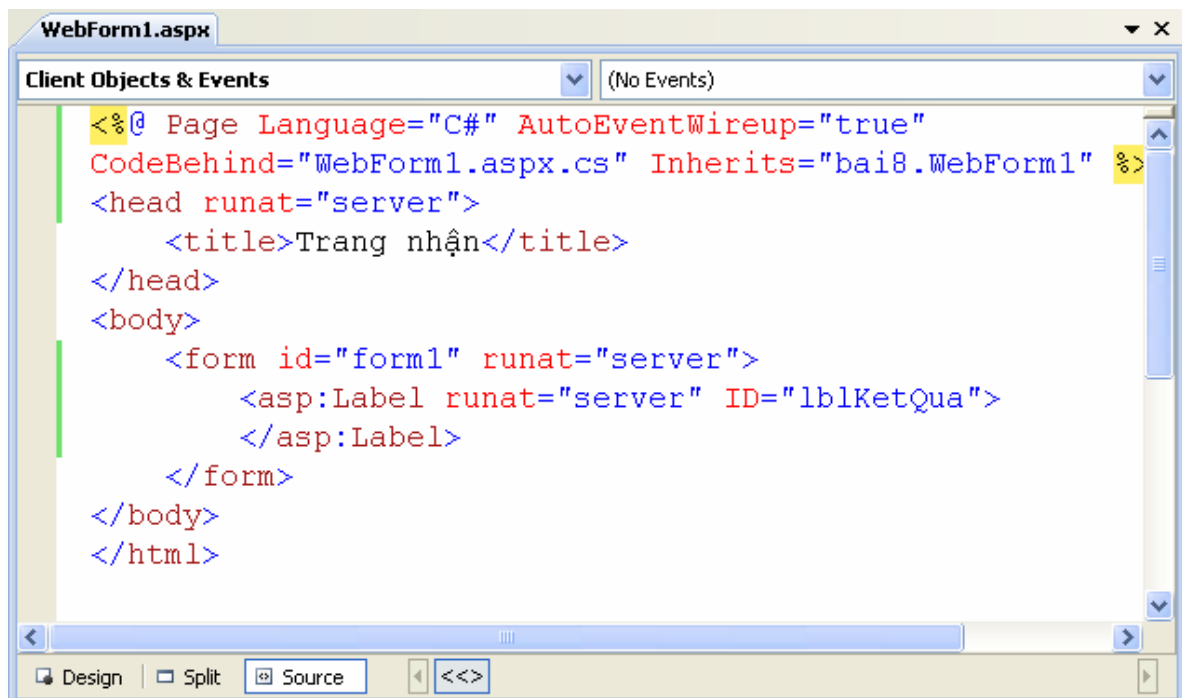 WebForm1.aspx
Client Objects & Events (No Events)
<%@ Page Language="C#" AutoEventWireup="true"
CodeBehind="WebForm1.aspx.cs" Inherits="bai8.WebForm1" %>
<head runat="server">
<title>Trang nhận</title>
</head>
<body>
<form id="form1" runat="server">
<asp:Label runat="server" ID="lblKetQua">
</asp:Label>
</form>
</body>
</html>
Design Split Source <<>